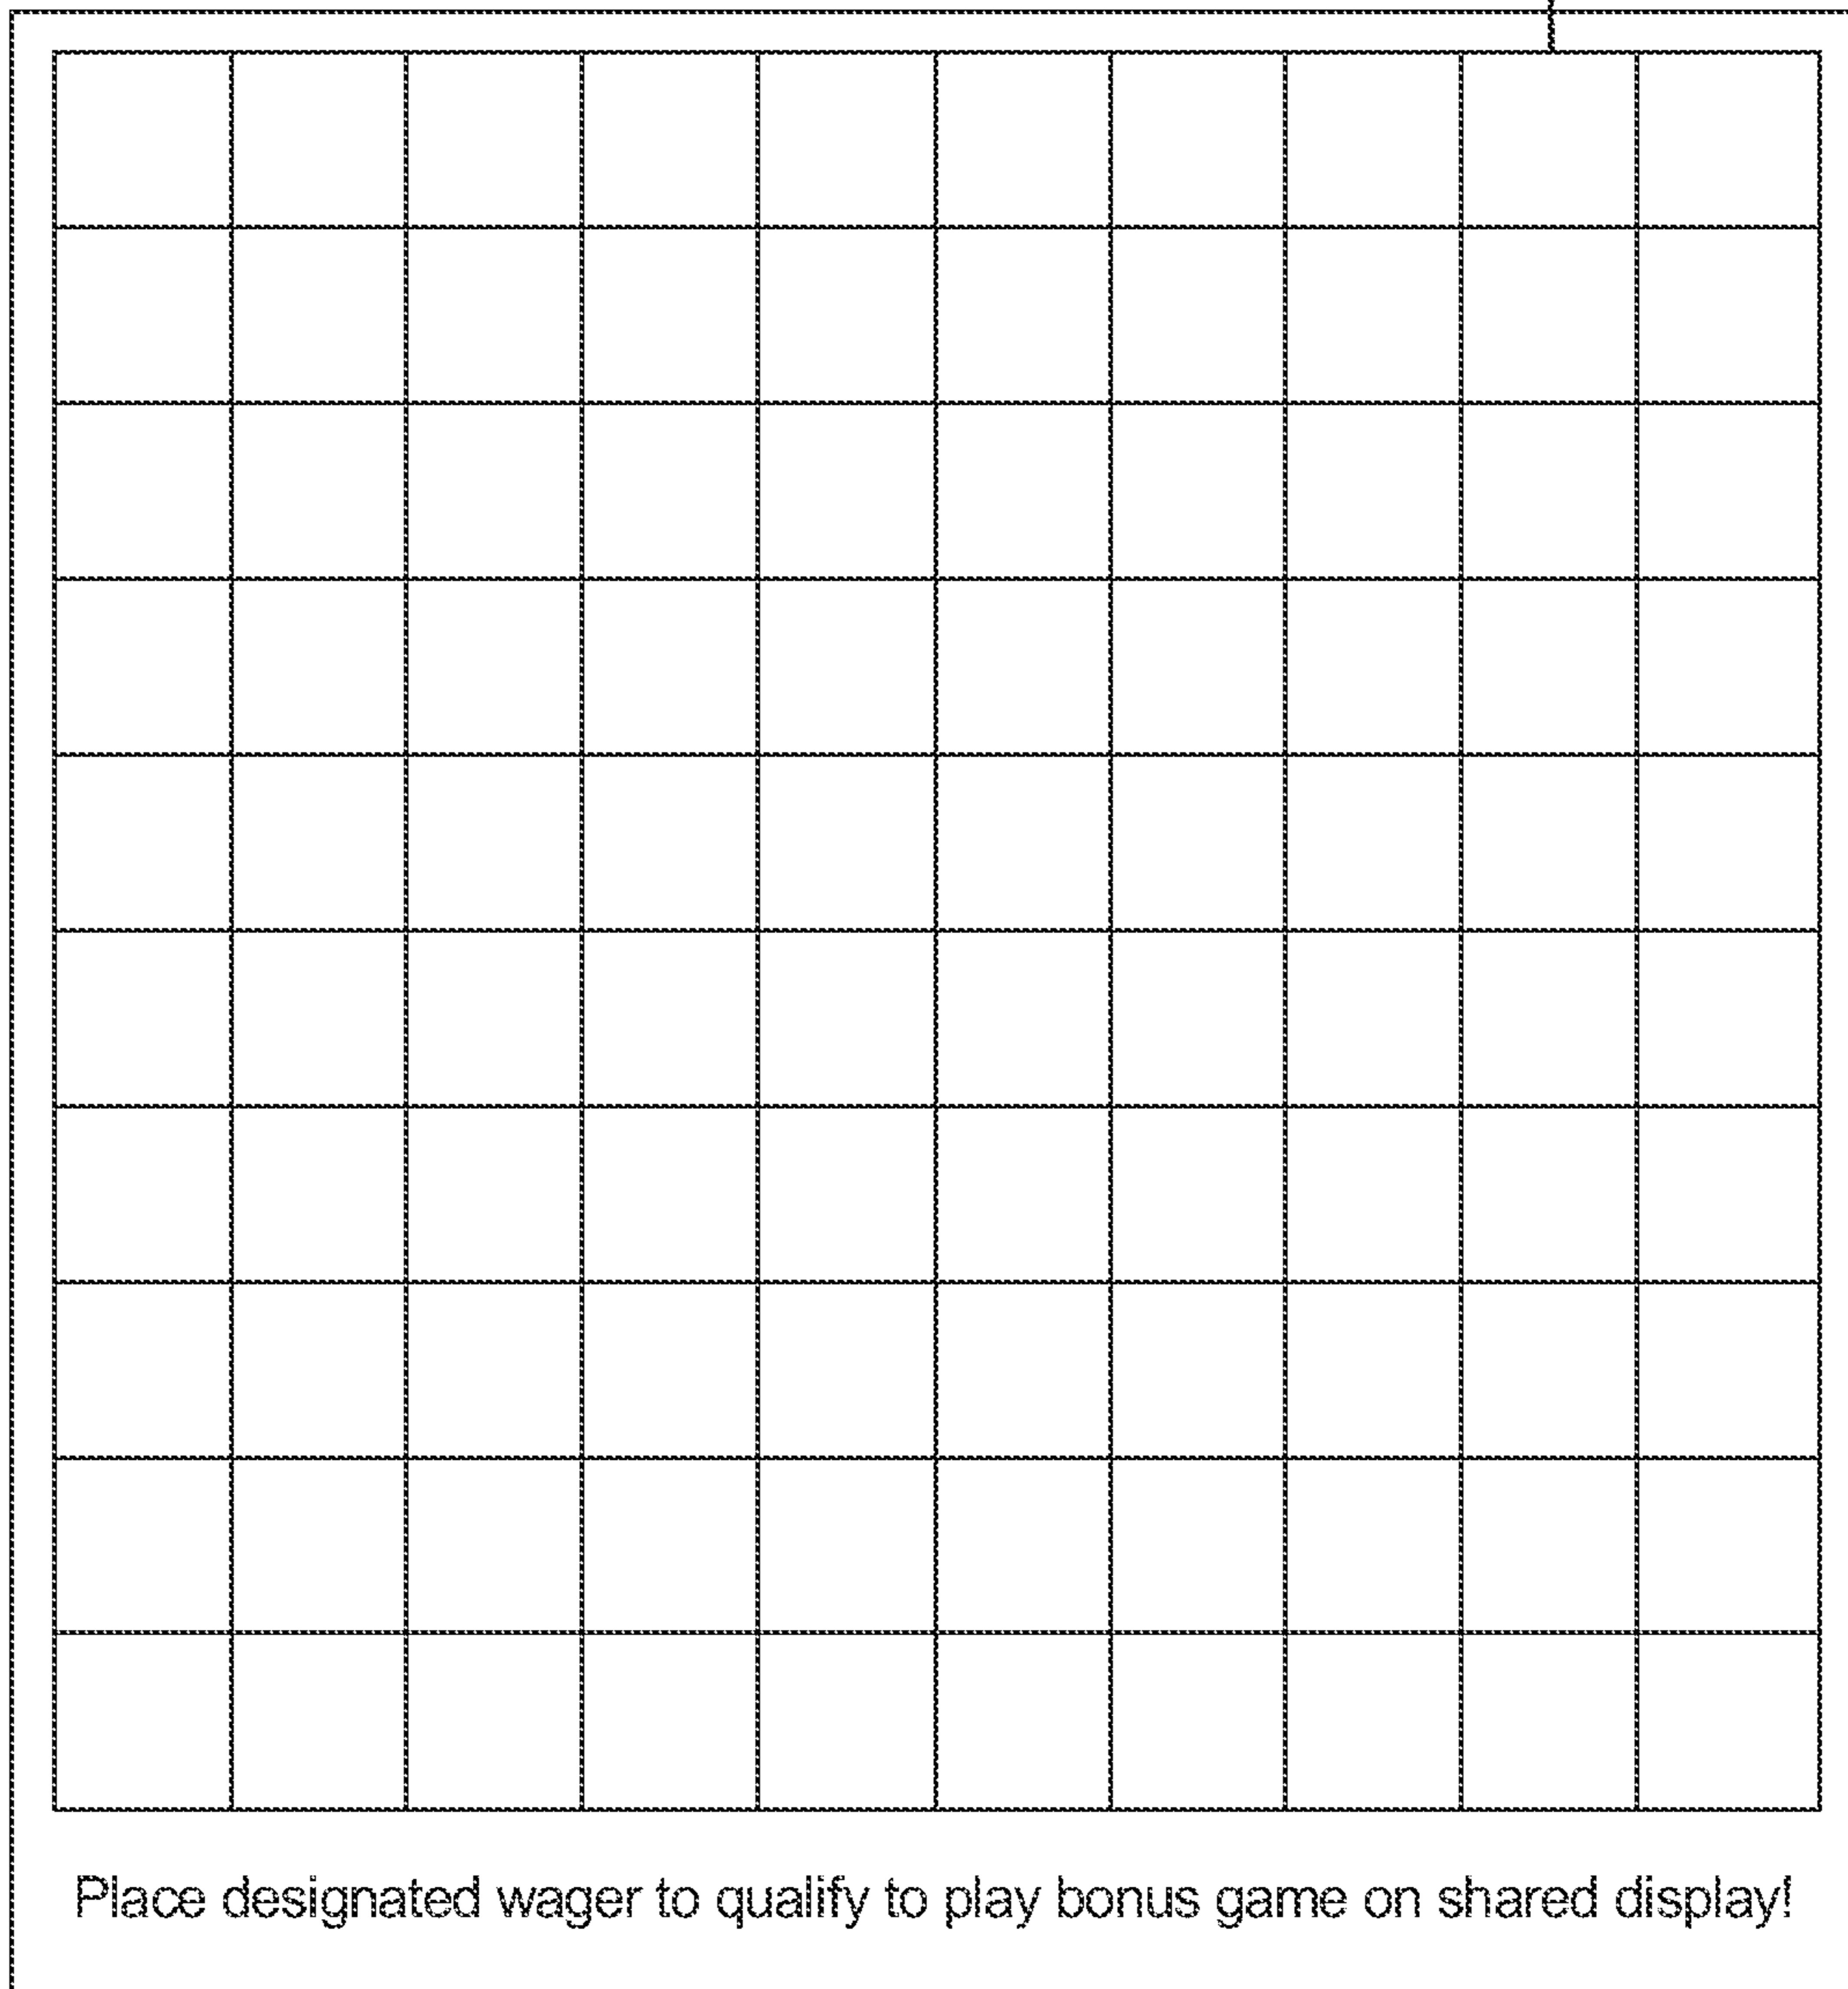 Place designated wager to qualify to play bonus game on shared display!